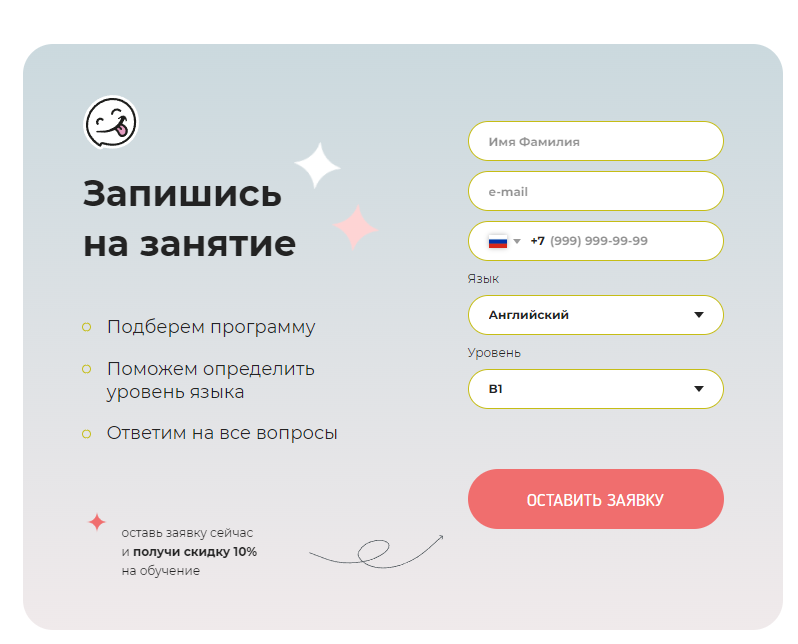 Запишись
на занятие
Подберем программу
Поможем определить
уровень языка
Ответим на все вопросы
оставь заявку сейчас
и получи скидку 10%
на обучение
Имя Фамилия
e-mail
+7 (999) 999-99-99
Язык
Английский
Уровень
B1
ОСТАВИТЬ ЗАЯВКУ